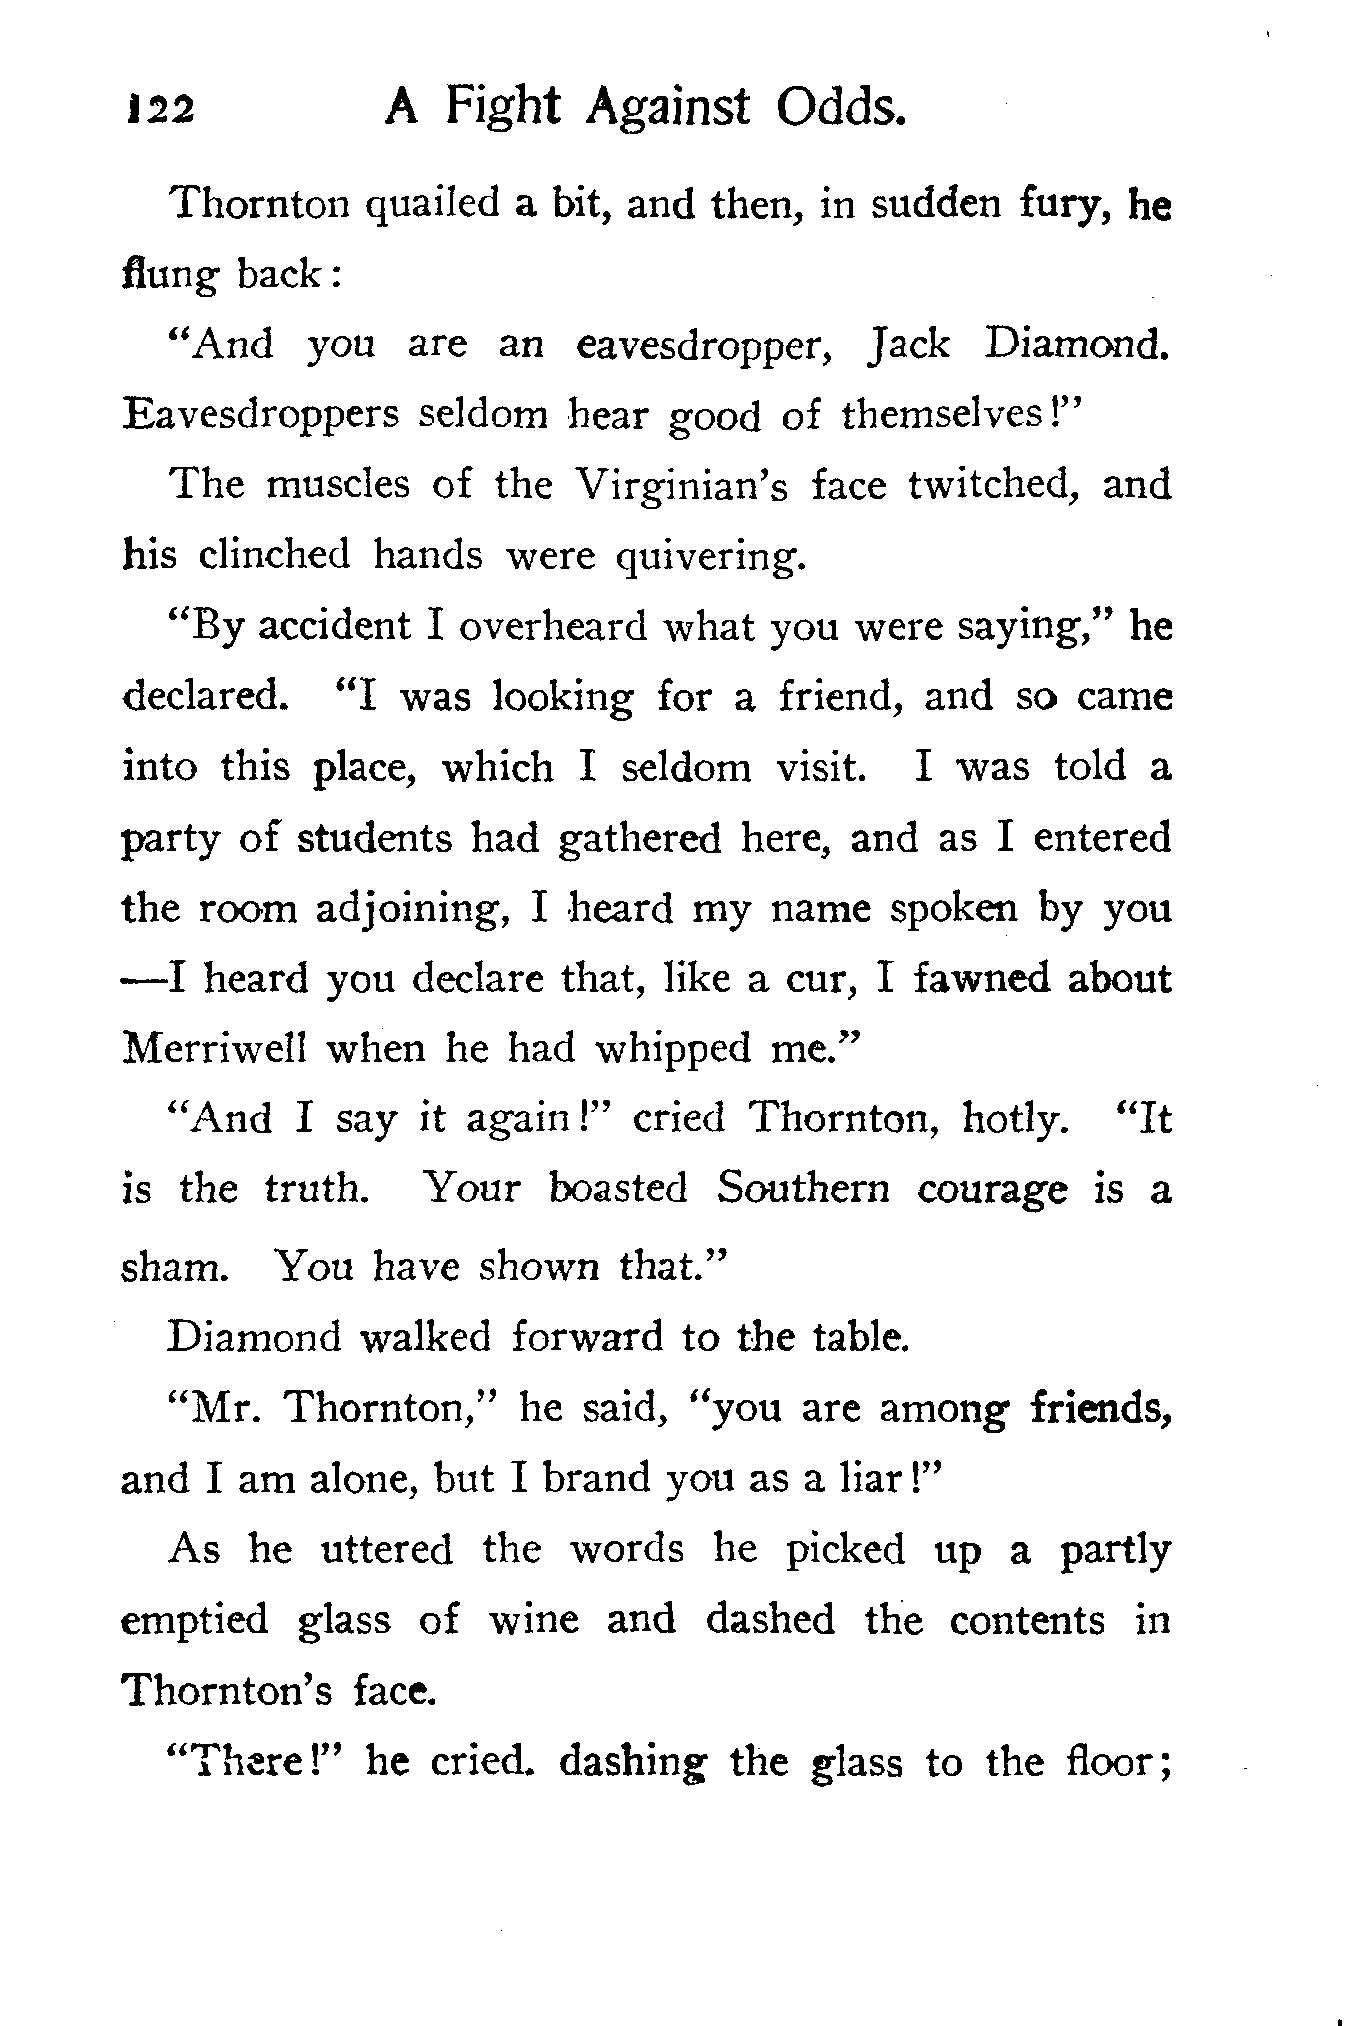 122 A Fight Against Odds.
Thornton quailed a bit, and then, in sudden fury, he
flung back:
"And you are an eavesdropper, Jack Diamond.
Eavesdroppers seldom hear good of themselves!"
The muscles of the Virginian's face twitched, and
his clinched hands were quivering.
"By accident I overheard what you were saying," he
declared. "I was looking for a friend, and so came
into this place, which I seldom visit. I was told a
party of students had gathered here, and as I entered
the room adjoining, I heard my name spoken by you
—I heard you declare that, like a cur, I fawned about
Merriwell when he had whipped me."
"And I say it again!" cried Thornton, hotly. "It
is the truth. Your boasted Southern courage is a
sham. You have shown that."
Diamond walked forward to the table.
"Mr. Thornton," he said, "you are among friends,
and I am alone, but I brand you as a liar!"
As he uttered the words he picked up a partly
emptied glass of wine and dashed the contents in
Thornton's face.
"There!" he cried. dashing the glass to the floor;